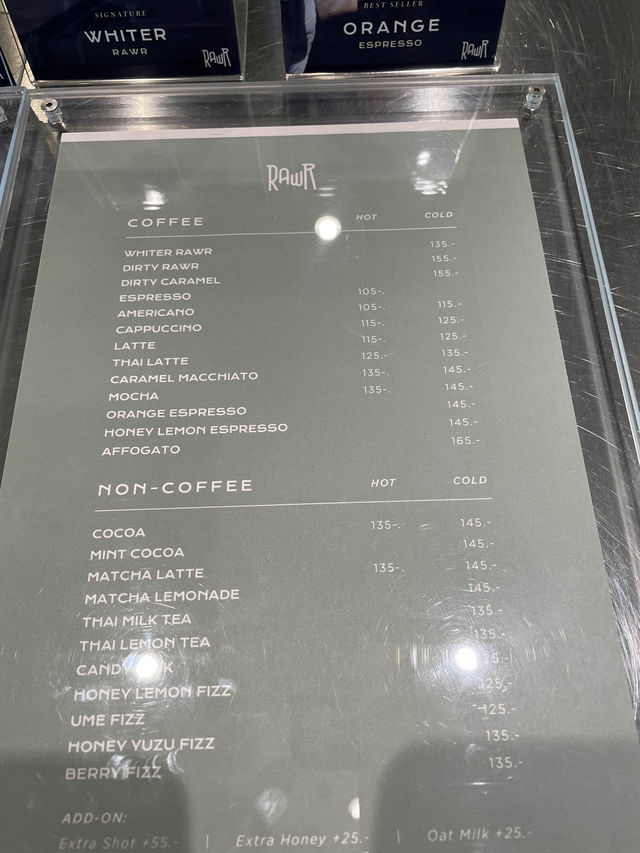 SIGNATURE
WHITER
RAWR
RAWR
BEST SELLER
ORANGE
ESPRESSO
RAWR
RAWR
COFFEE HOT COLD
WHITER RAWR 135.-
DIRTY RAWR 155.-
DIRTY CARAMEL 155.-
ESPRESSO 105-.
AMERICANO 105-. 115.-
CAPPUCCINO 115-. 125.-
LATTE 115-. 125.-
THAI LATTE 125-. 135.-
CARAMEL MACCHIATO 135-. 145.-
MOCHA 135-. 145.-
ORANGE ESPRESSO 145.-
HONEY LEMON ESPRESSO 145.-
AFFOGATO 165.-
NON-COFFEE HOT COLD
COCOA 135-. 145.-
MINT COCOA 145.-
MATCHA LATTE 135-. 145.-
MATCHA LEMONADE 145.-
THAI MILK TEA 135.-
THAI LEMON TEA 135.-
HONEY LEMON FIZZ 125.-
UME FIZZ 125.-
HONEY YUZU FIZZ 135.-
BERRY FIZZ 135.-
ADD-ON:
Extra Shot +55.- | Extra Honey +25.- | Oat Milk +25.-